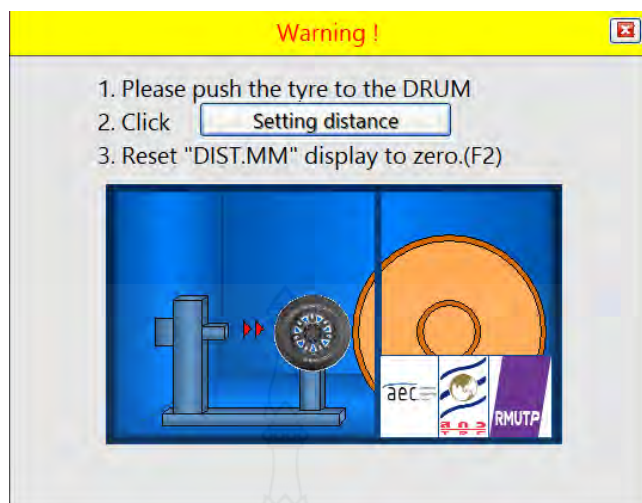 Warning !
1. Please push the tyre to the DRUM
2. Click Setting distance
3. Reset "DIST.MM" display to zero.(F2)
aec
RMUTP